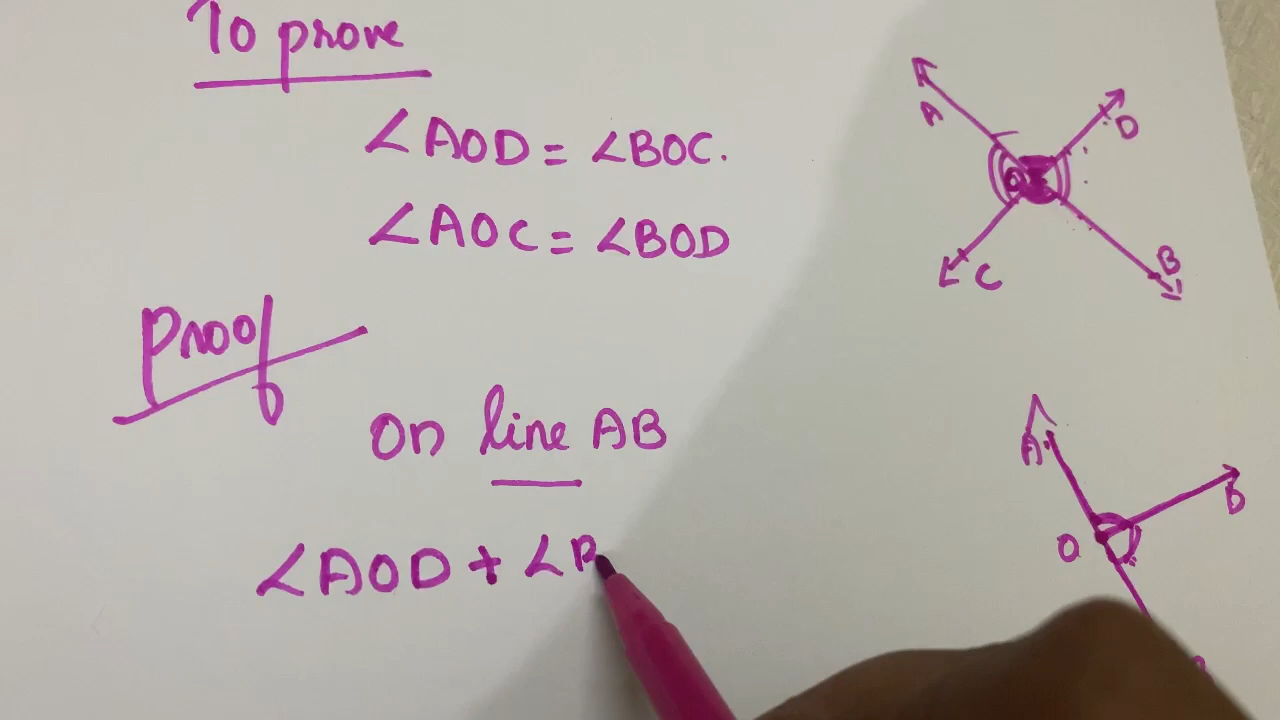 To prove
∠AOD = ∠BOC.
∠AOC = ∠BOD
Proof
On line AB
∠AOD + ∠B
A
D
O
C
B
A
B
O